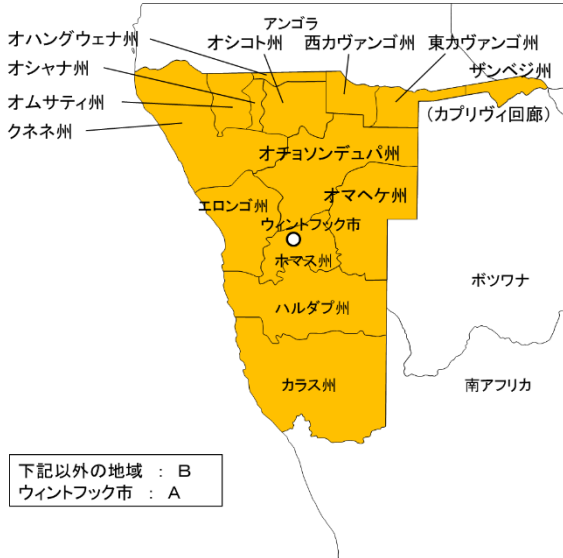 アンゴラ
オハングウェナ州
オシコト州
西カヴァンゴ州
東カヴァンゴ州
オシャナ州
ザンベジ州
オムサティ州
(カプリヴィ回廊)
クネネ州
オチョソンデュパ州
オマヘケ州
エロンゴ州
ウィントフック市
ホマス州
ボツワナ
ハルダプ州
カラス州
南アフリカ
下記以外の地域 : B
ウィントフック市 : A